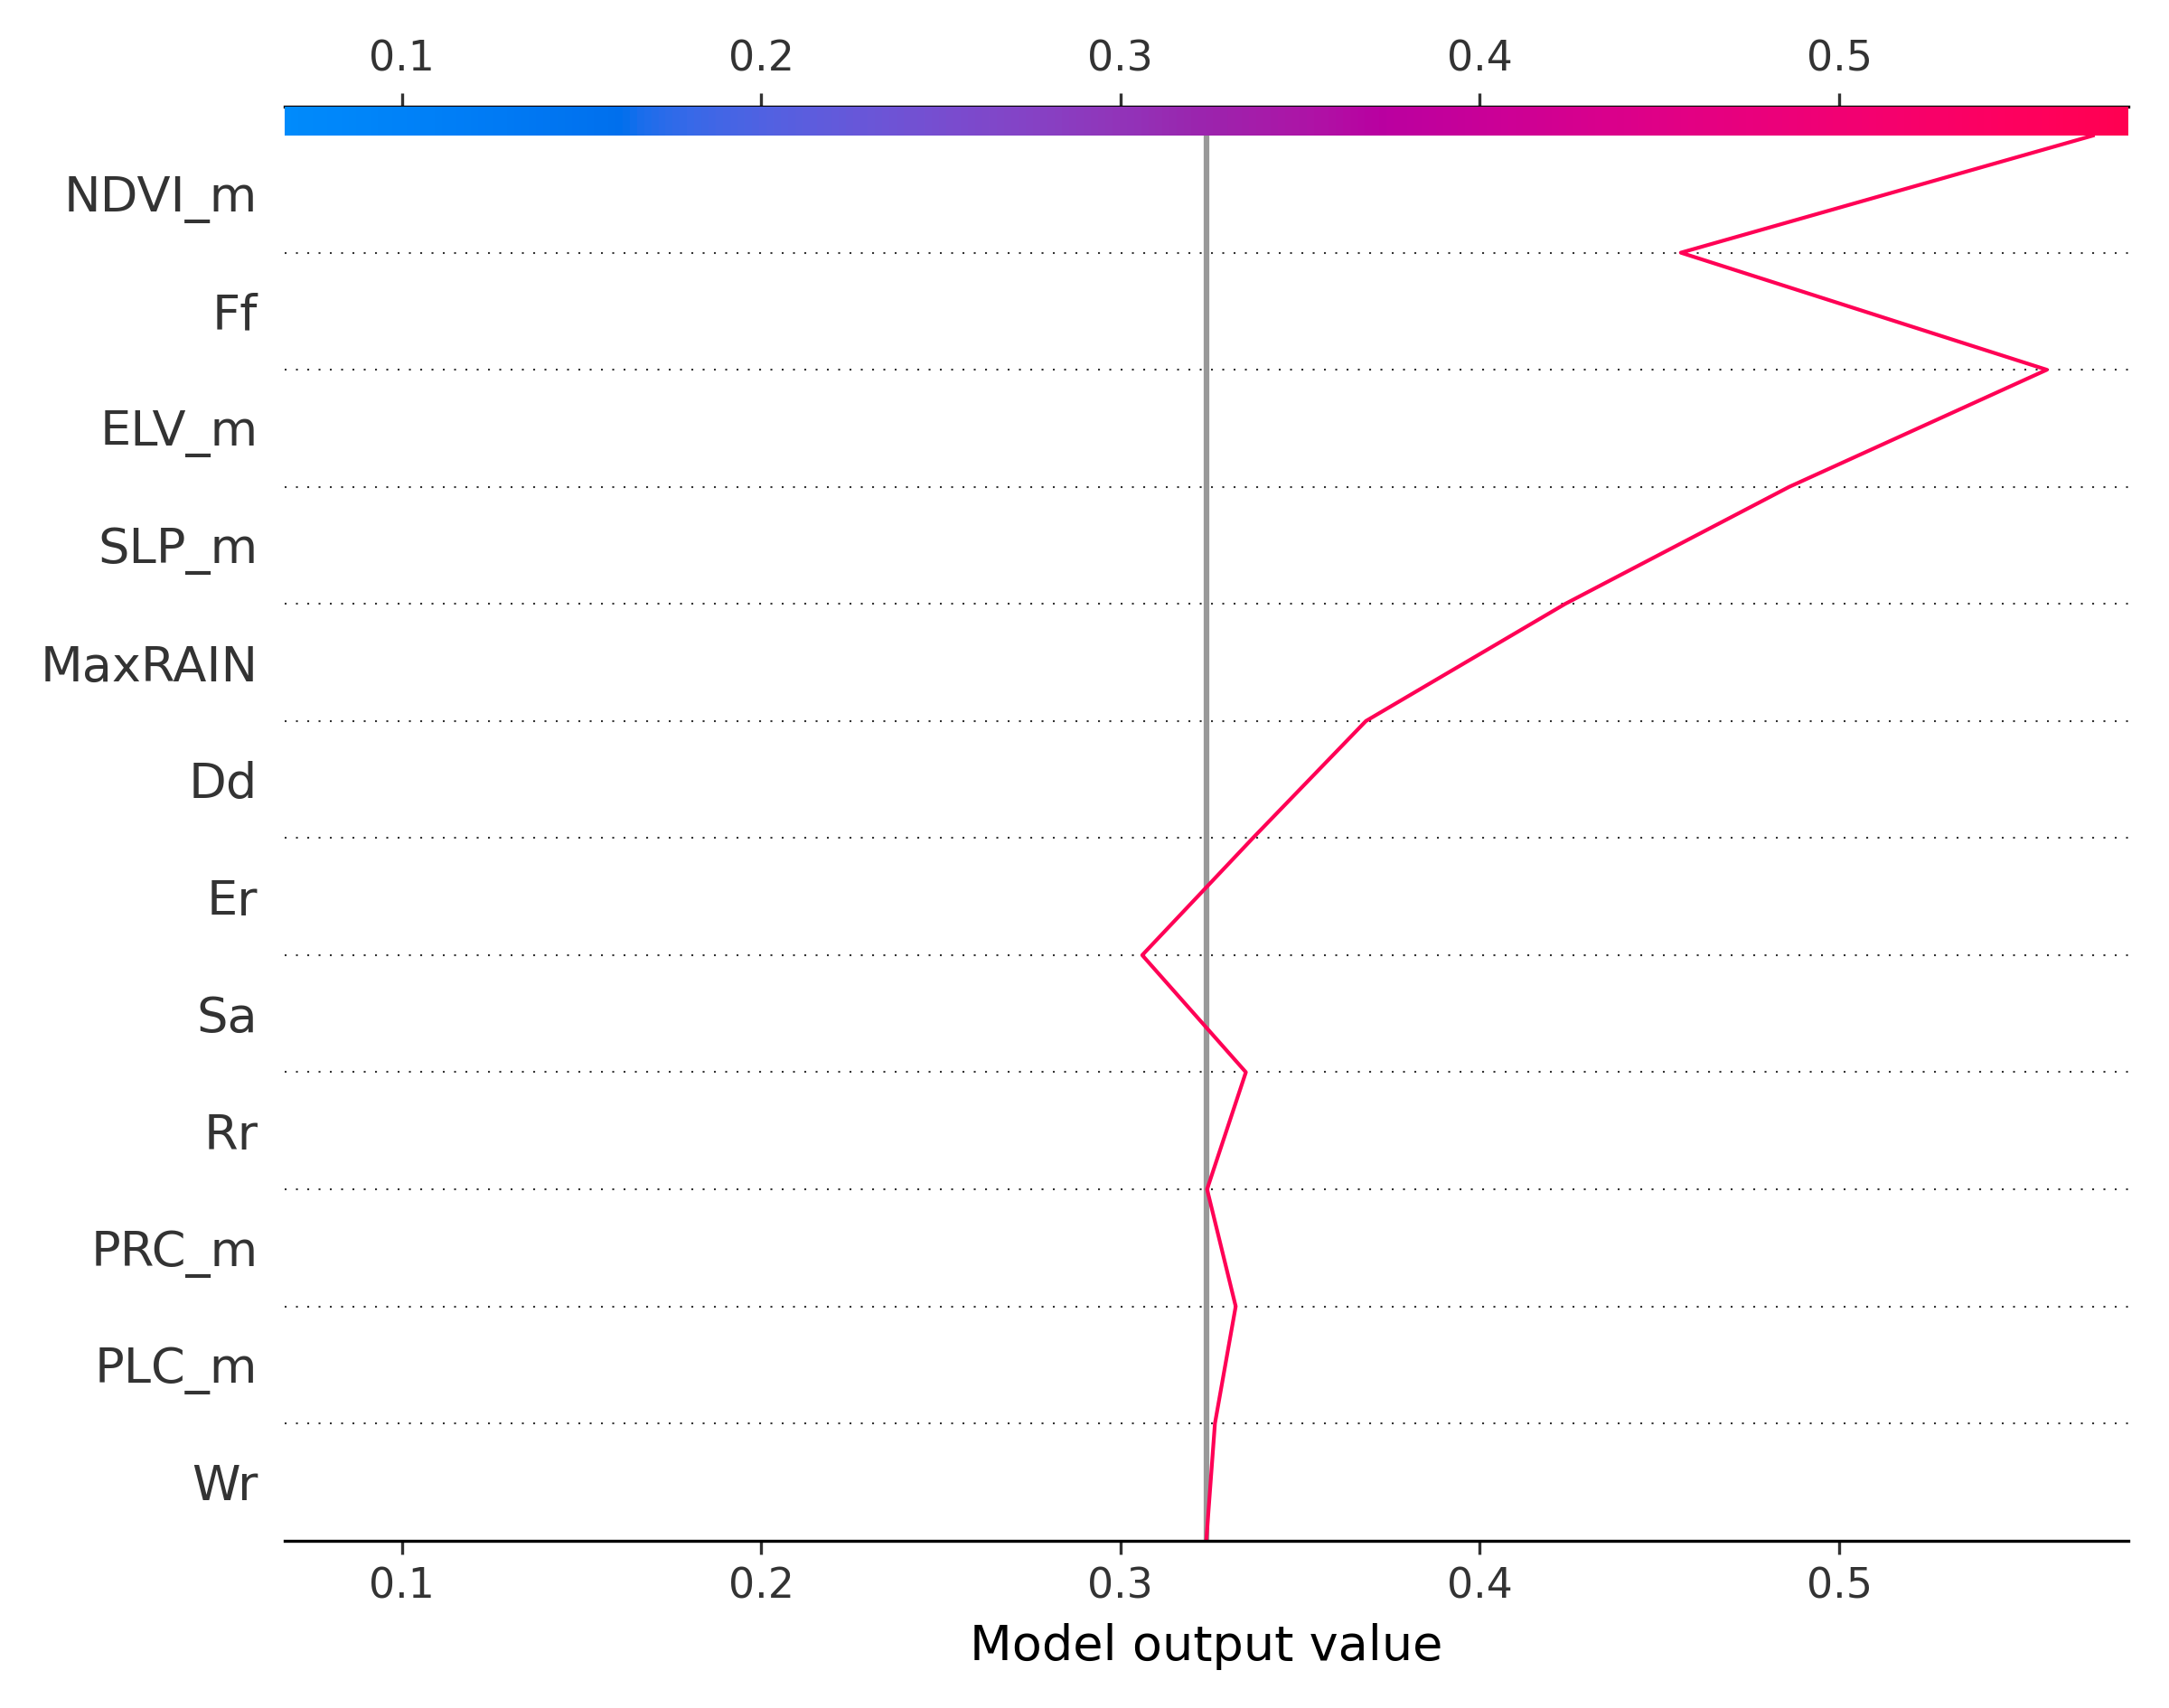 0.1 0.2 0.3 0.4 0.5
NDVI_m
Ff
ELV_m
SLP_m
MaxRAIN
Dd
Er
Sa
Rr
PRC_m
PLC_m
Wr
0.1 0.2 0.3 0.4 0.5
Model output value